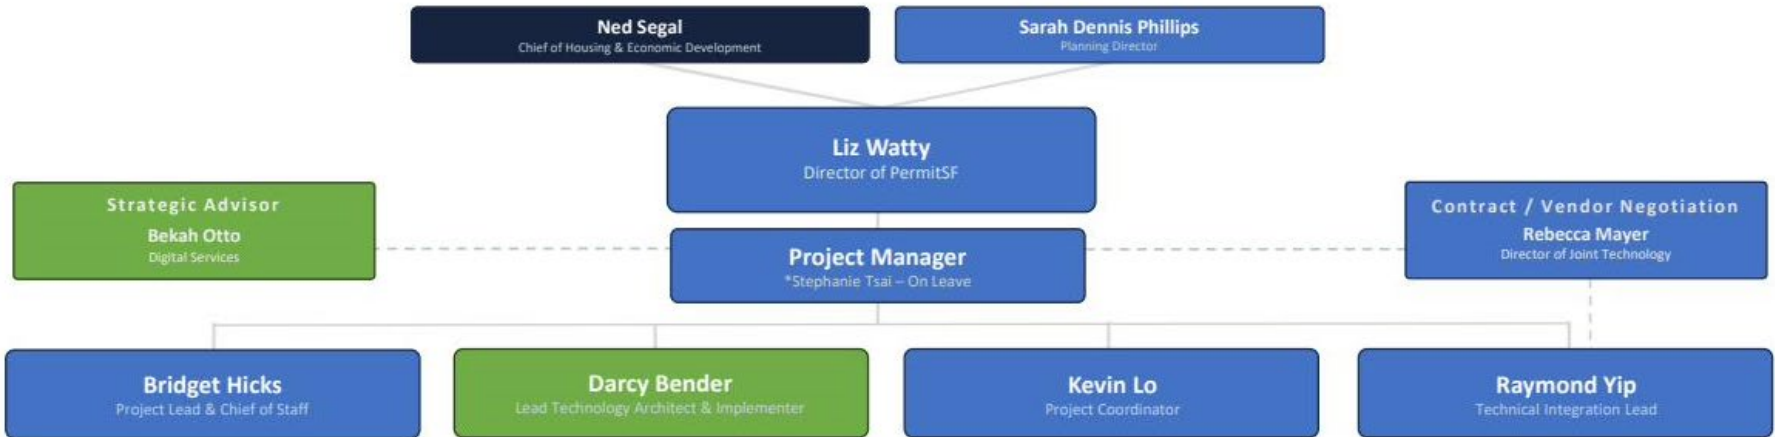 Ned Segal
Chief of Housing & Economic Development
Sarah Dennis Phillips
Planning Director
Liz Watty
Director of PermitSF
Strategic Advisor
Bekah Otto
Digital Services
Contract / Vendor Negotiation
Rebecca Mayer
Director of Joint Technology
Project Manager
*Stephanie Tsai – On Leave
Bridget Hicks
Project Lead & Chief of Staff
Darcy Bender
Lead Technology Architect & Implementer
Kevin Lo
Project Coordinator
Raymond Yip
Technical Integration Lead